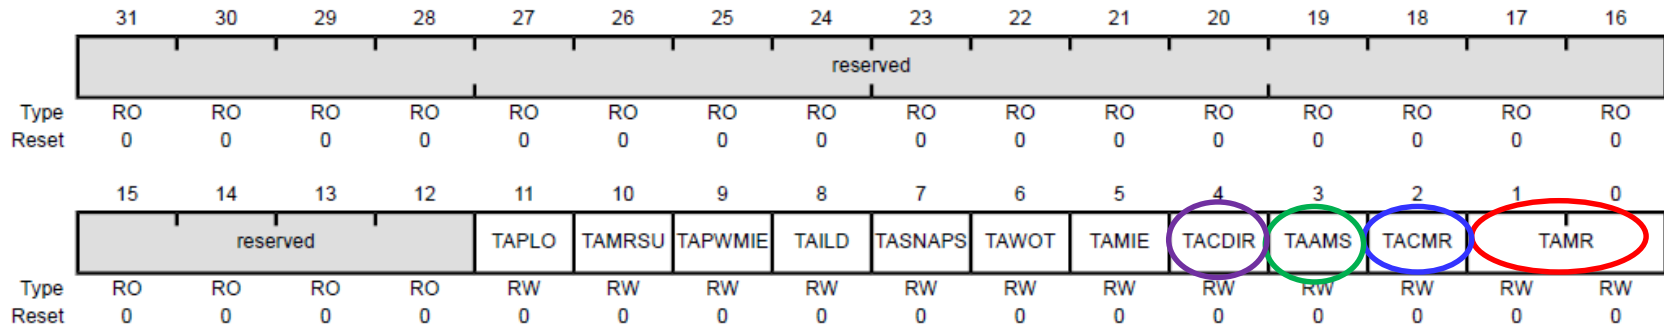 31 30 29 28 27 26 25 24 23 22 21 20 19 18 17 16
reserved
Type RO RO RO RO RO RO RO RO RO RO RO RO RO RO RO RO
Reset 0 0 0 0 0 0 0 0 0 0 0 0 0 0 0 0
15 14 13 12 11 10 9 8 7 6 5 4 3 2 1 0
reserved TAPLO TAMRSU TAPWMIE TAILD TASNAPS TAWOT TAMIE TACDIR TAAMS TACMR TAMR
Type RO RO RO RO RW RW RW RW RW RW RW RW RW RW RW RW
Reset 0 0 0 0 0 0 0 0 0 0 0 0 0 0 0 0